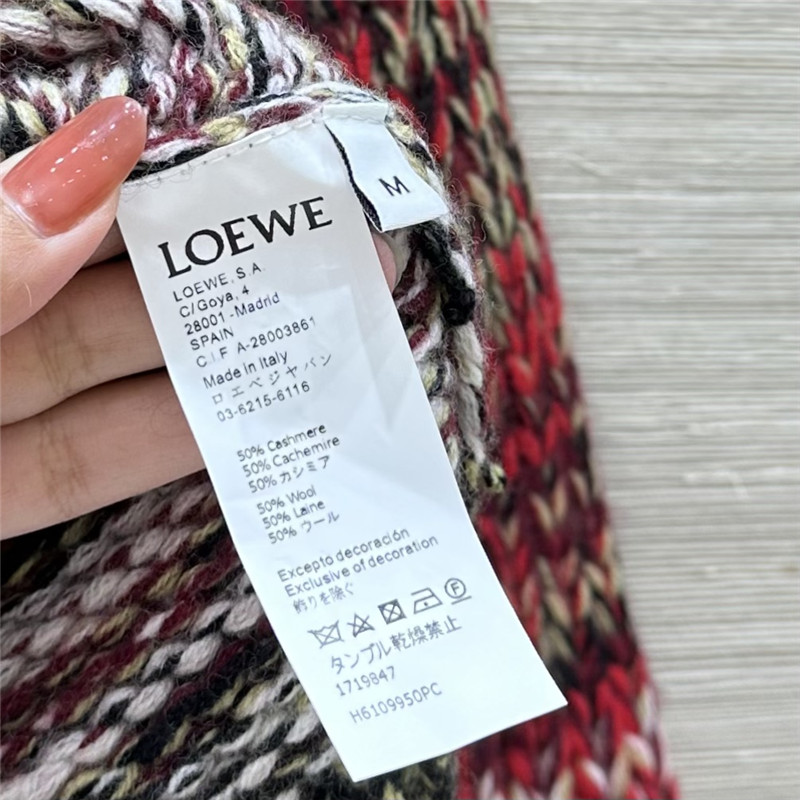 M
LOEWE
LOEWE, S.A.
C/Goya, 4
28001 -Madrid
SPAIN
C.I.F A-28003861
Made in Italy
ロエベジャパン
03-6215-6116
50% Cashmere
50% Cachemire
50% カシミア
50% Wool
50% Laine
50% ウール
Excepto decoración
Exclusive of decoration
飾りを除ぐ
F
タンブル乾燥禁止
1719847
H6109950PC